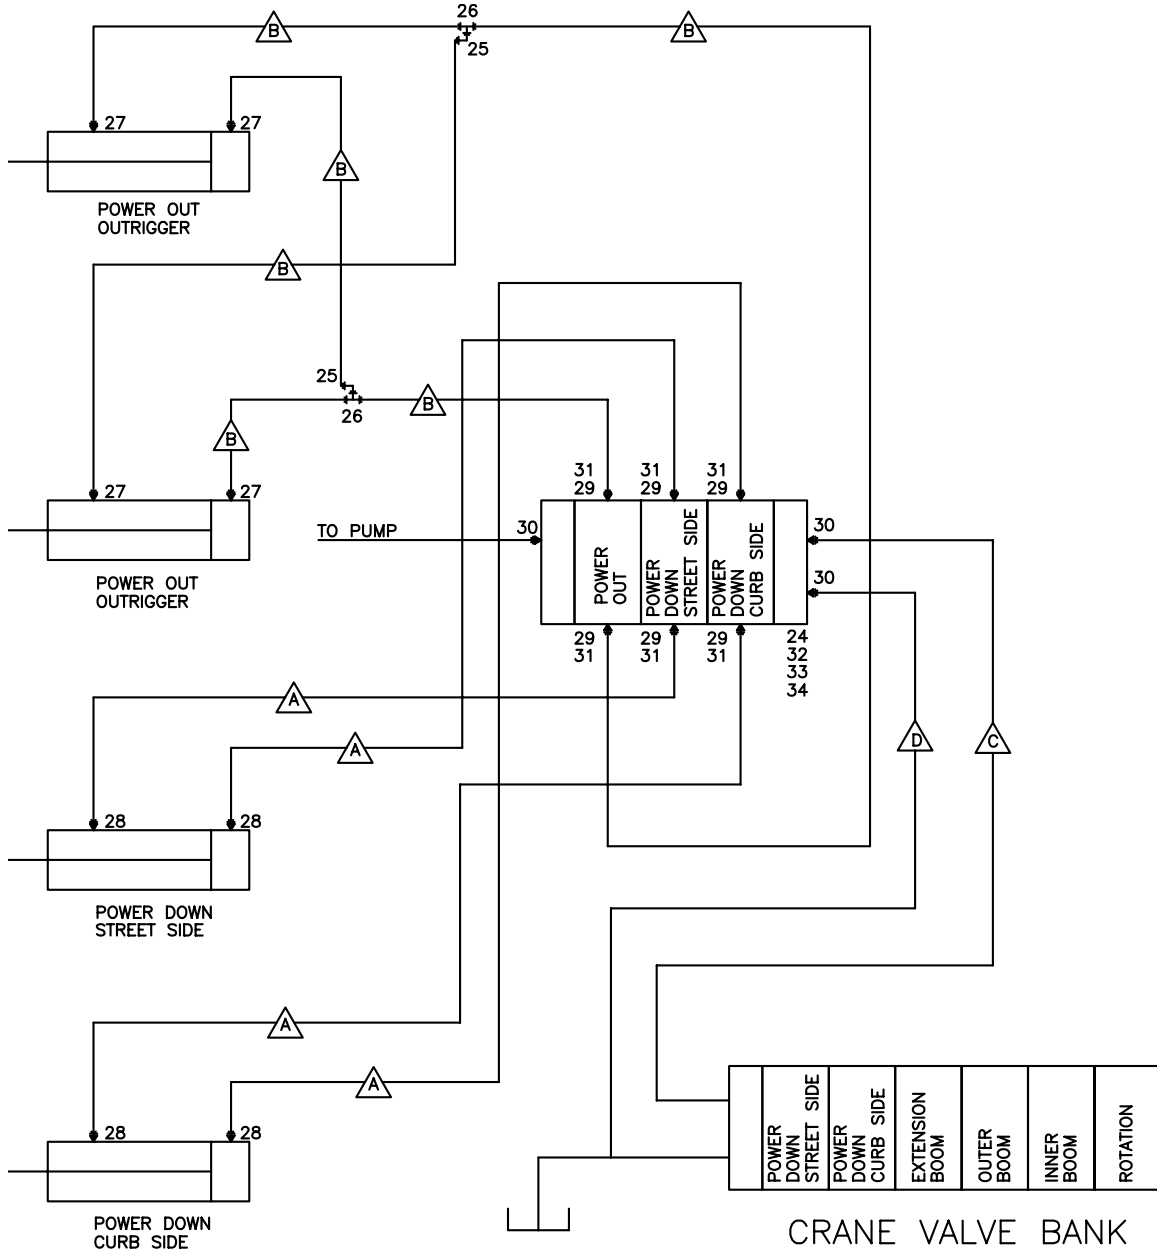 26
B
B
25
27
27
B
POWER OUT
OUTRIGGER
B
25
B
26
B
27
27
31
29
31
29
31
29
TO PUMP
30
30
30
POWER
OUT
POWER
DOWN
STREET SIDE
POWER
DOWN
CURB SIDE
POWER OUT
OUTRIGGER
29
31
29
31
29
31
24
32
33
34
A
A
D
C
28
28
POWER DOWN
STREET SIDE
A
A
28
28
POWER DOWN
CURB SIDE
POWER
DOWN
STREET SIDE
POWER
DOWN
CURB SIDE
EXTENSION
BOOM
OUTER
BOOM
INNER
BOOM
ROTATION
CRANE VALVE BANK